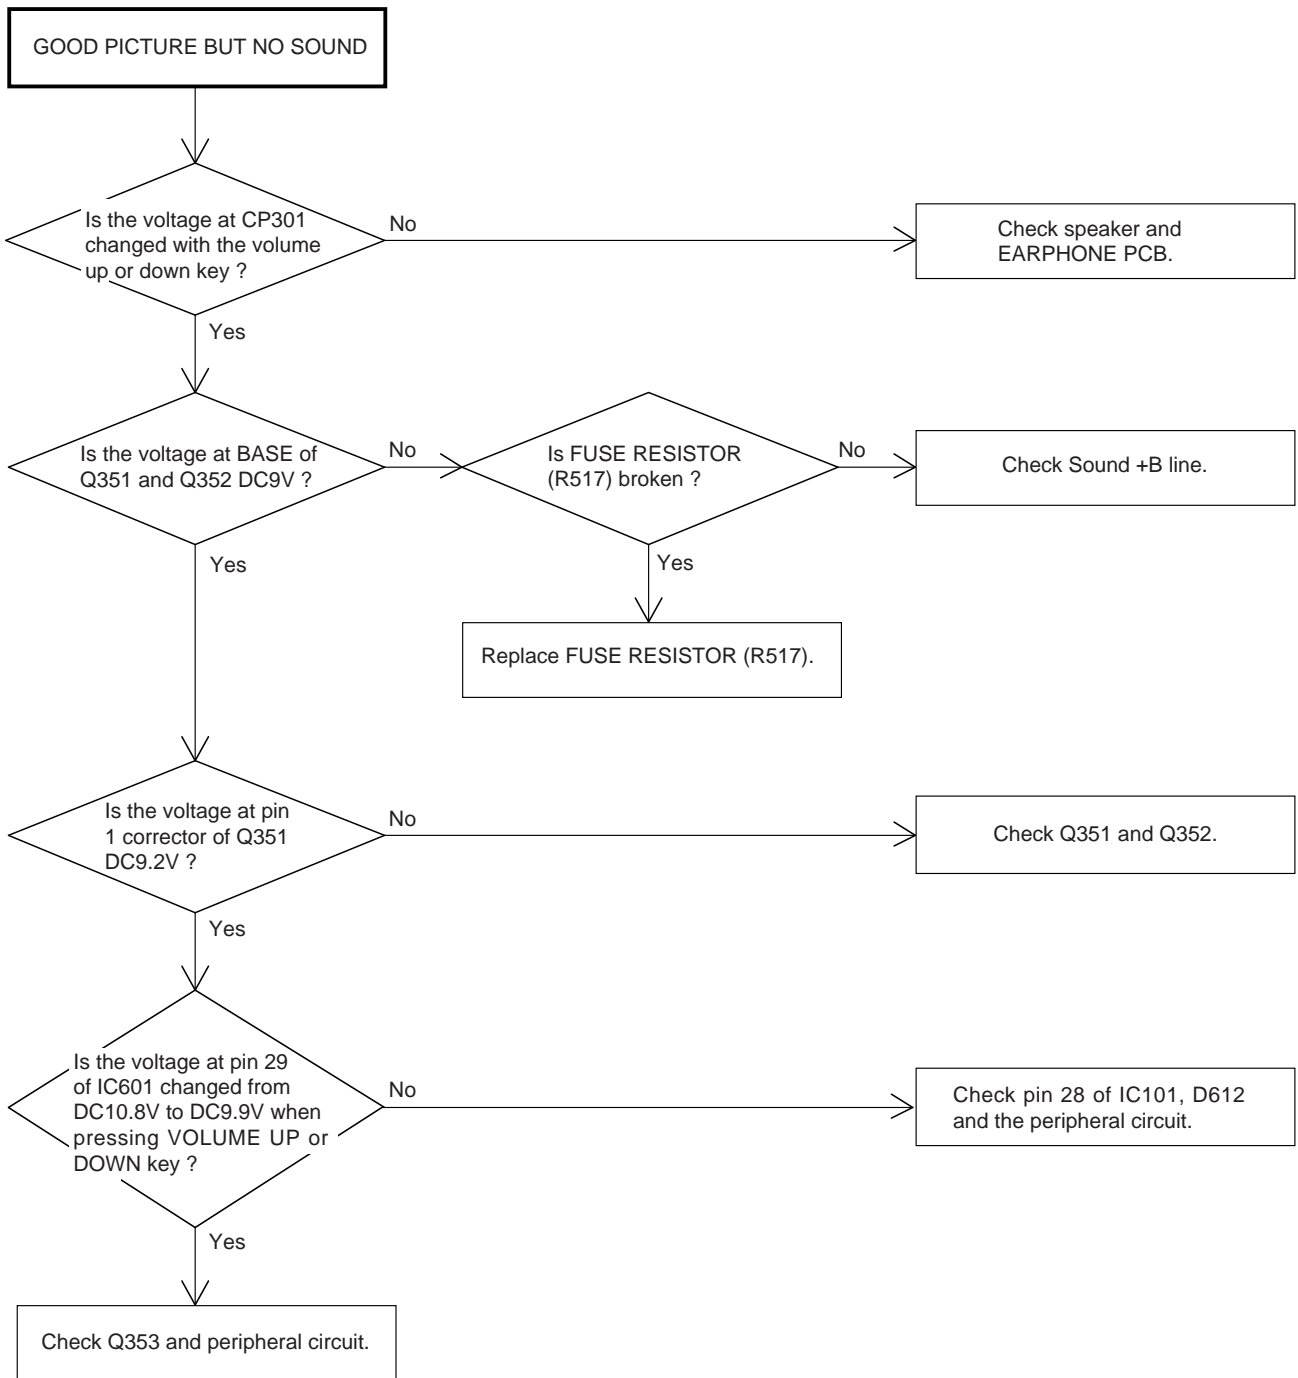 GOOD PICTURE BUT NO SOUND
Is the voltage at CP301
changed with the volume
up or down key ?
No
Check speaker and
EARPHONE PCB.
Yes
Is the voltage at BASE of
Q351 and Q352 DC9V ?
No
Is FUSE RESISTOR
(R517) broken ?
No
Check Sound +B line.
Yes
Yes
Replace FUSE RESISTOR (R517).
Is the voltage at pin
1 corrector of Q351
DC9.2V ?
No
Check Q351 and Q352.
Yes
Is the voltage at pin 29
of IC601 changed from
DC10.8V to DC9.9V when
pressing VOLUME UP or
DOWN key ?
No
Check pin 28 of IC101, D612
and the peripheral circuit.
Yes
Check Q353 and peripheral circuit.